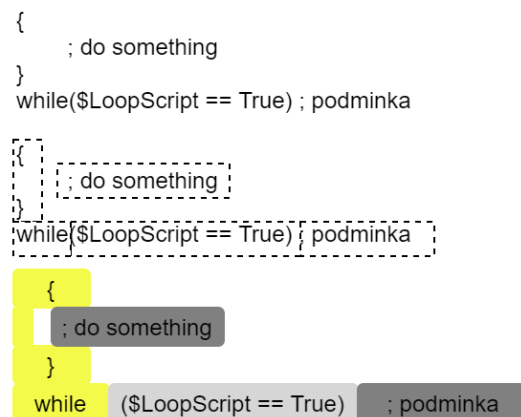 {
; do something
}
while($LoopScript == True) ; podminka
{
; do something
}
while($LoopScript == True) ; podminka
{
; do something
}
while ($LoopScript == True) ; podminka